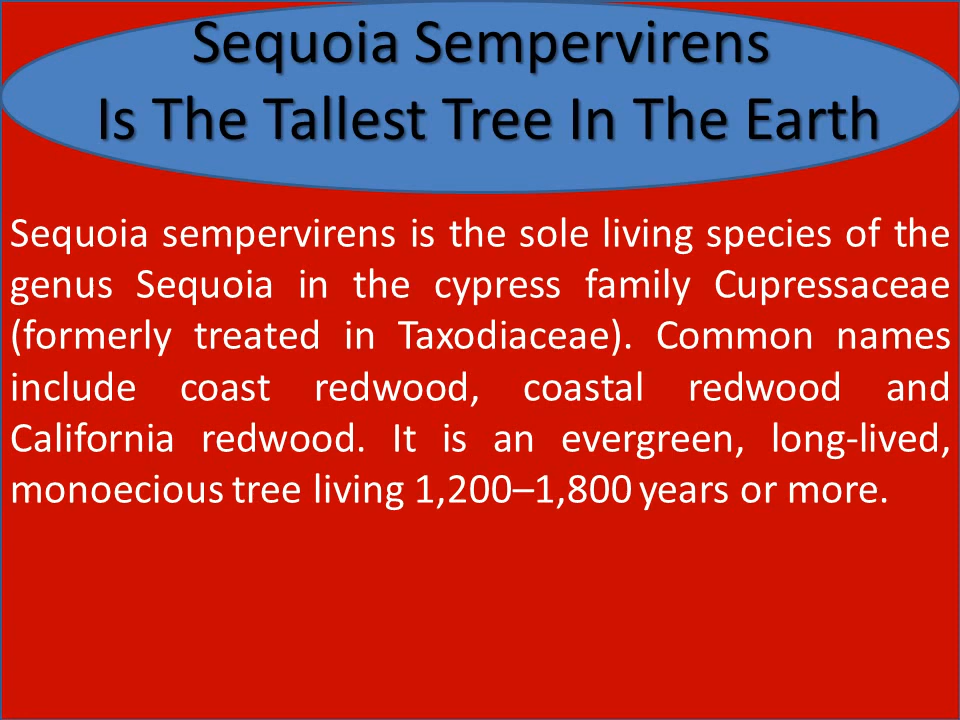 Sequoia Sempervirens
Is The Tallest Tree In The Earth
Sequoia sempervirens is the sole living species of the
genus Sequoia in the cypress family Cupressaceae
(formerly treated in Taxodiaceae). Common names
include coast redwood, coastal redwood and
California redwood. It is an evergreen, long-lived,
monoecious tree living 1,200–1,800 years or more.